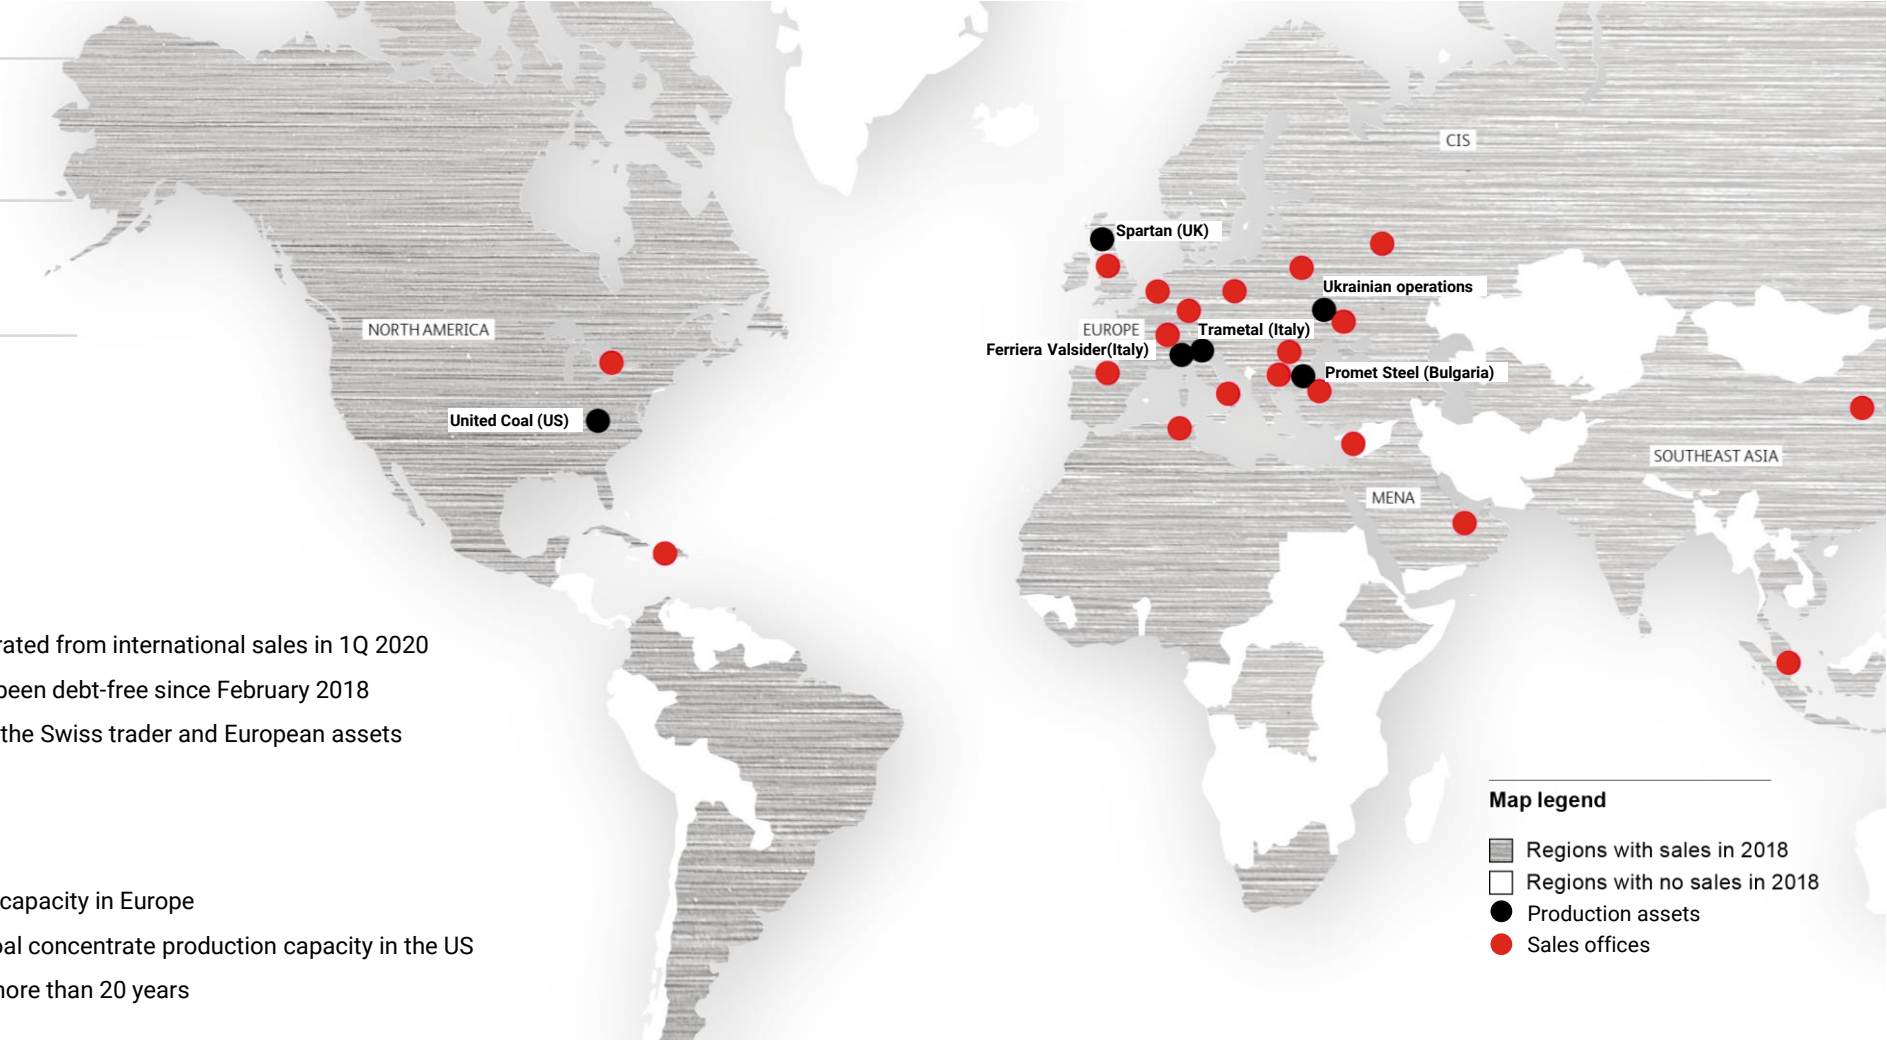 CIS
Spartan (UK)
Ukrainian operations
NORTH AMERICA
EUROPE
Trametal (Italy)
Ferriera Valsider(Italy)
Promet Steel (Bulgaria)
United Coal (US)
SOUTHEAST ASIA
MENA
from international sales in 1Q 2020
been debt-free since February 2018
the Swiss trader and European assets
Map legend
Regions with sales in 2018
Regions with no sales in 2018
Production assets
Sales offices
capacity in Europe
concentrate production capacity in the US
more than 20 years